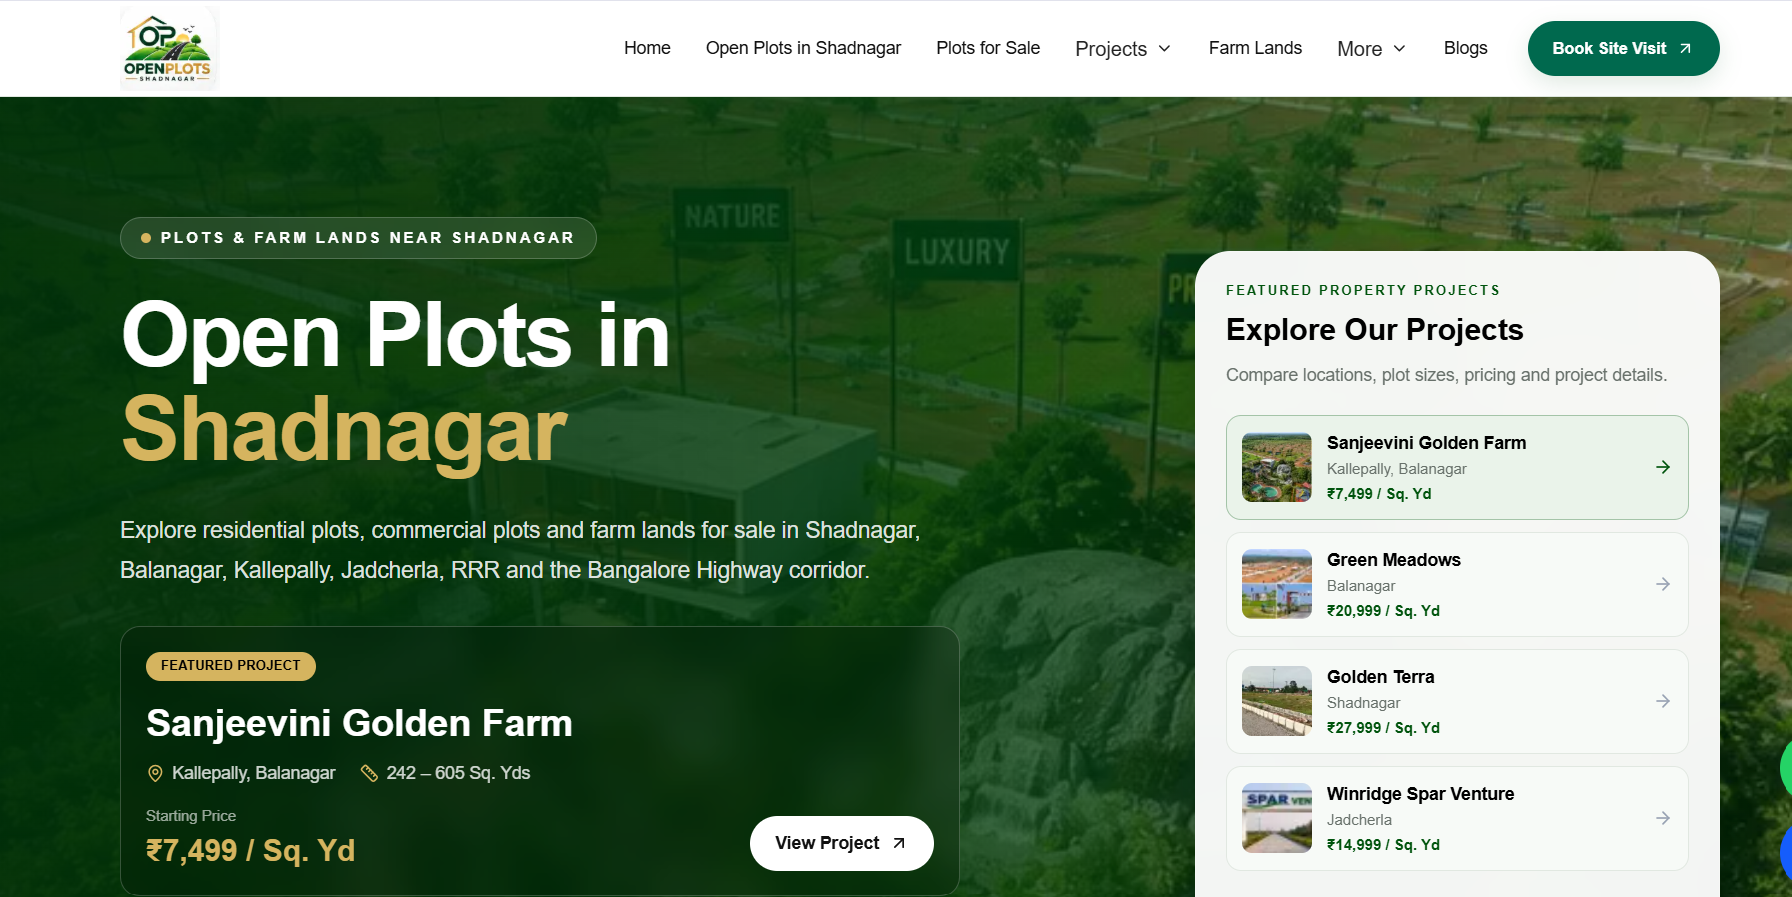 OP
OPENPLOTS
SHADNAGAR
Home
Open Plots in Shadnagar
Plots for Sale
Projects
Farm Lands
More
Blogs
Book Site Visit
NATURE
LUXURY
PLOTS & FARM LANDS NEAR SHADNAGAR
Open Plots in
Shadnagar
Explore residential plots, commercial plots and farm lands for sale in Shadnagar,
Balanagar, Kallepally, Jadcherla, RRR and the Bangalore Highway corridor.
FEATURED PROJECT
Sanjeevini Golden Farm
Kallepally, Balanagar
242 – 605 Sq. Yds
Starting Price
₹7,499 / Sq. Yd
View Project
FEATURED PROPERTY PROJECTS
Explore Our Projects
Compare locations, plot sizes, pricing and project details.
Sanjeevini Golden Farm
Kallepally, Balanagar
₹7,499 / Sq. Yd
Green Meadows
Balanagar
₹20,999 / Sq. Yd
Golden Terra
Shadnagar
₹27,999 / Sq. Yd
SPAR VEN
Winridge Spar Venture
Jadcherla
₹14,999 / Sq. Yd